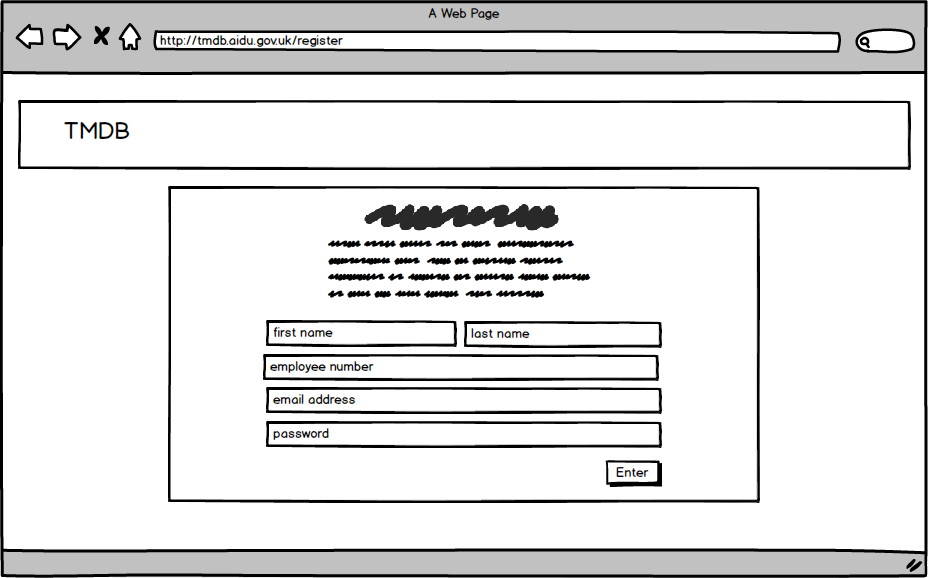 A Web Page
http://tmdb.aidu.gov.uk/register
TMDB
first name last name
employee number
email address
password
Enter